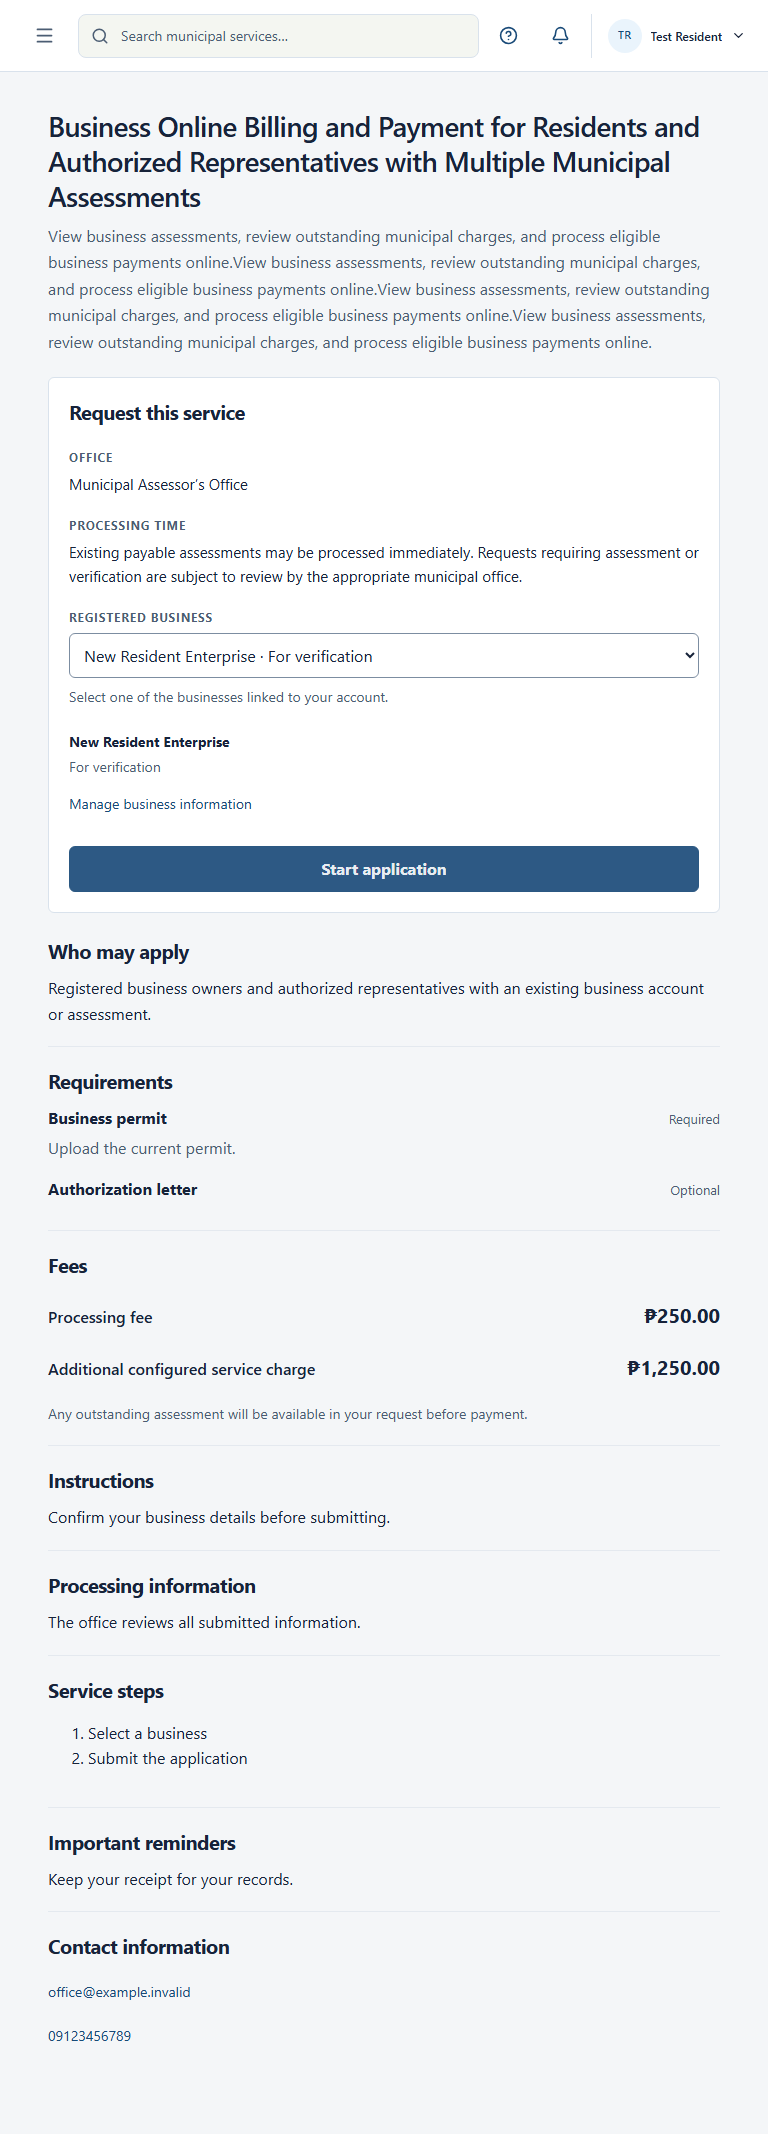 Search municipal services...
TR
Test Resident
Business Online Billing and Payment for Residents and
Authorized Representatives with Multiple Municipal
Assessments
View business assessments, review outstanding municipal charges, and process eligible
business payments online.View business assessments, review outstanding municipal charges,
and process eligible business payments online.View business assessments, review outstanding
municipal charges, and process eligible business payments online.View business assessments,
review outstanding municipal charges, and process eligible business payments online.
Request this service
OFFICE
Municipal Assessor's Office
PROCESSING TIME
Existing payable assessments may be processed immediately. Requests requiring assessment or
verification are subject to review by the appropriate municipal office.
REGISTERED BUSINESS
New Resident Enterprise · For verification
Select one of the businesses linked to your account.
New Resident Enterprise
For verification
Manage business information
Start application
Who may apply
Registered business owners and authorized representatives with an existing business account
or assessment.
Requirements
Business permit
Required
Upload the current permit.
Authorization letter
Optional
Fees
Processing fee
₱250.00
Additional configured service charge
₱1,250.00
Any outstanding assessment will be available in your request before payment.
Instructions
Confirm your business details before submitting.
Processing information
The office reviews all submitted information.
Service steps
1. Select a business
2. Submit the application
Important reminders
Keep your receipt for your records.
Contact information
office@example.invalid
09123456789